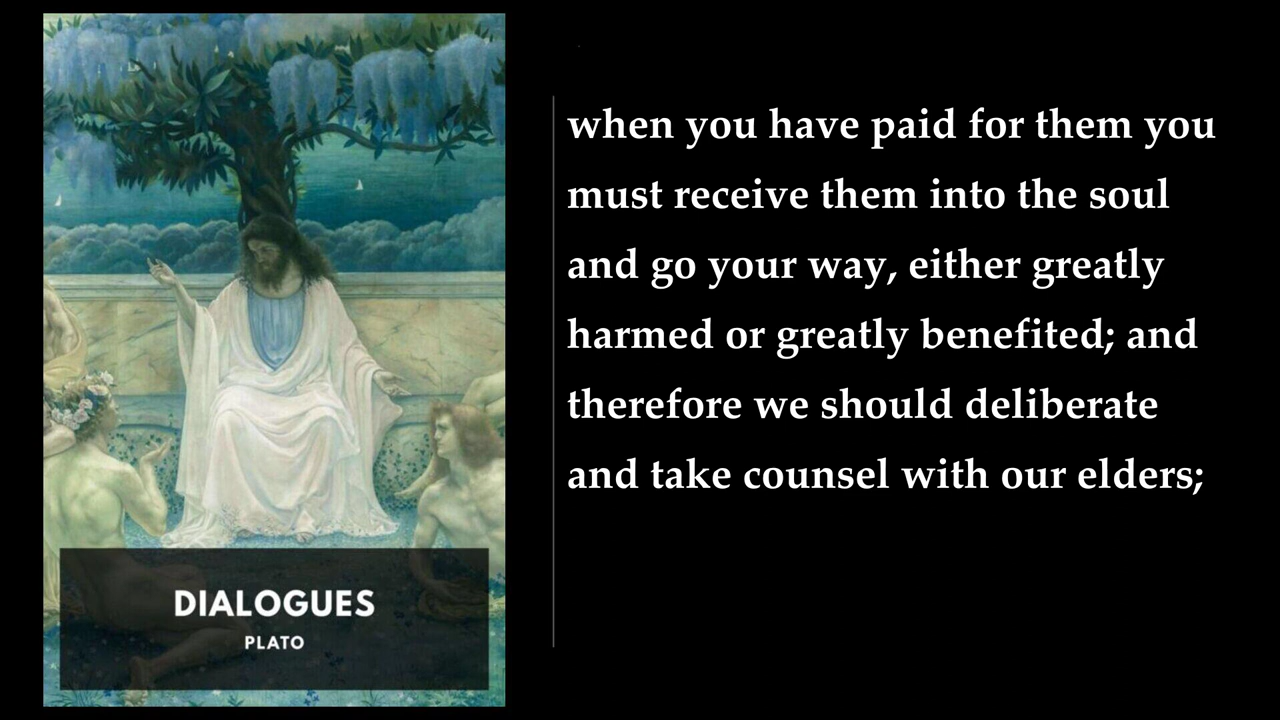 when you have paid for them you
must receive them into the soul
and go your way, either greatly
harmed or greatly benefited; and
therefore we should deliberate
and take counsel with our elders;
DIALOGUES
PLATO